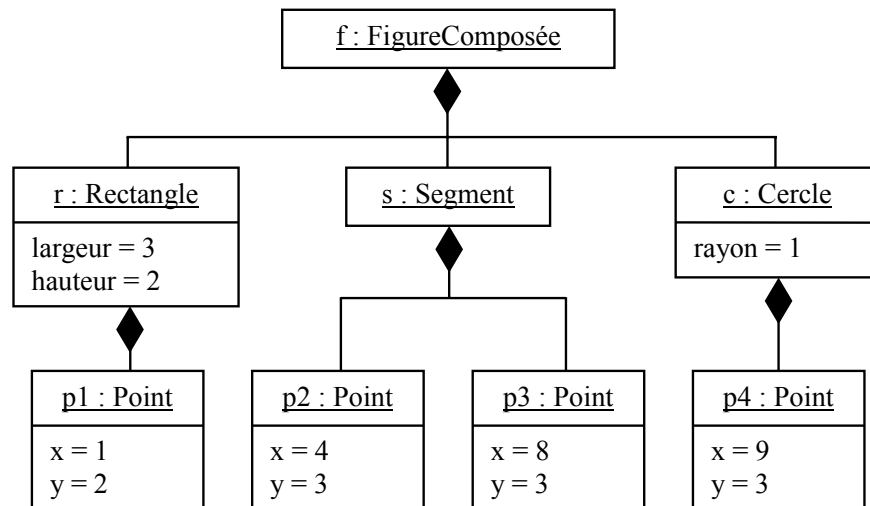 f : FigureComposée
r : Rectangle
largeur = 3
hauteur = 2
s : Segment
c : Cercle
rayon = 1
p1 : Point
x = 1
y = 2
p2 : Point
x = 4
y = 3
p3 : Point
x = 8
y = 3
p4 : Point
x = 9
y = 3